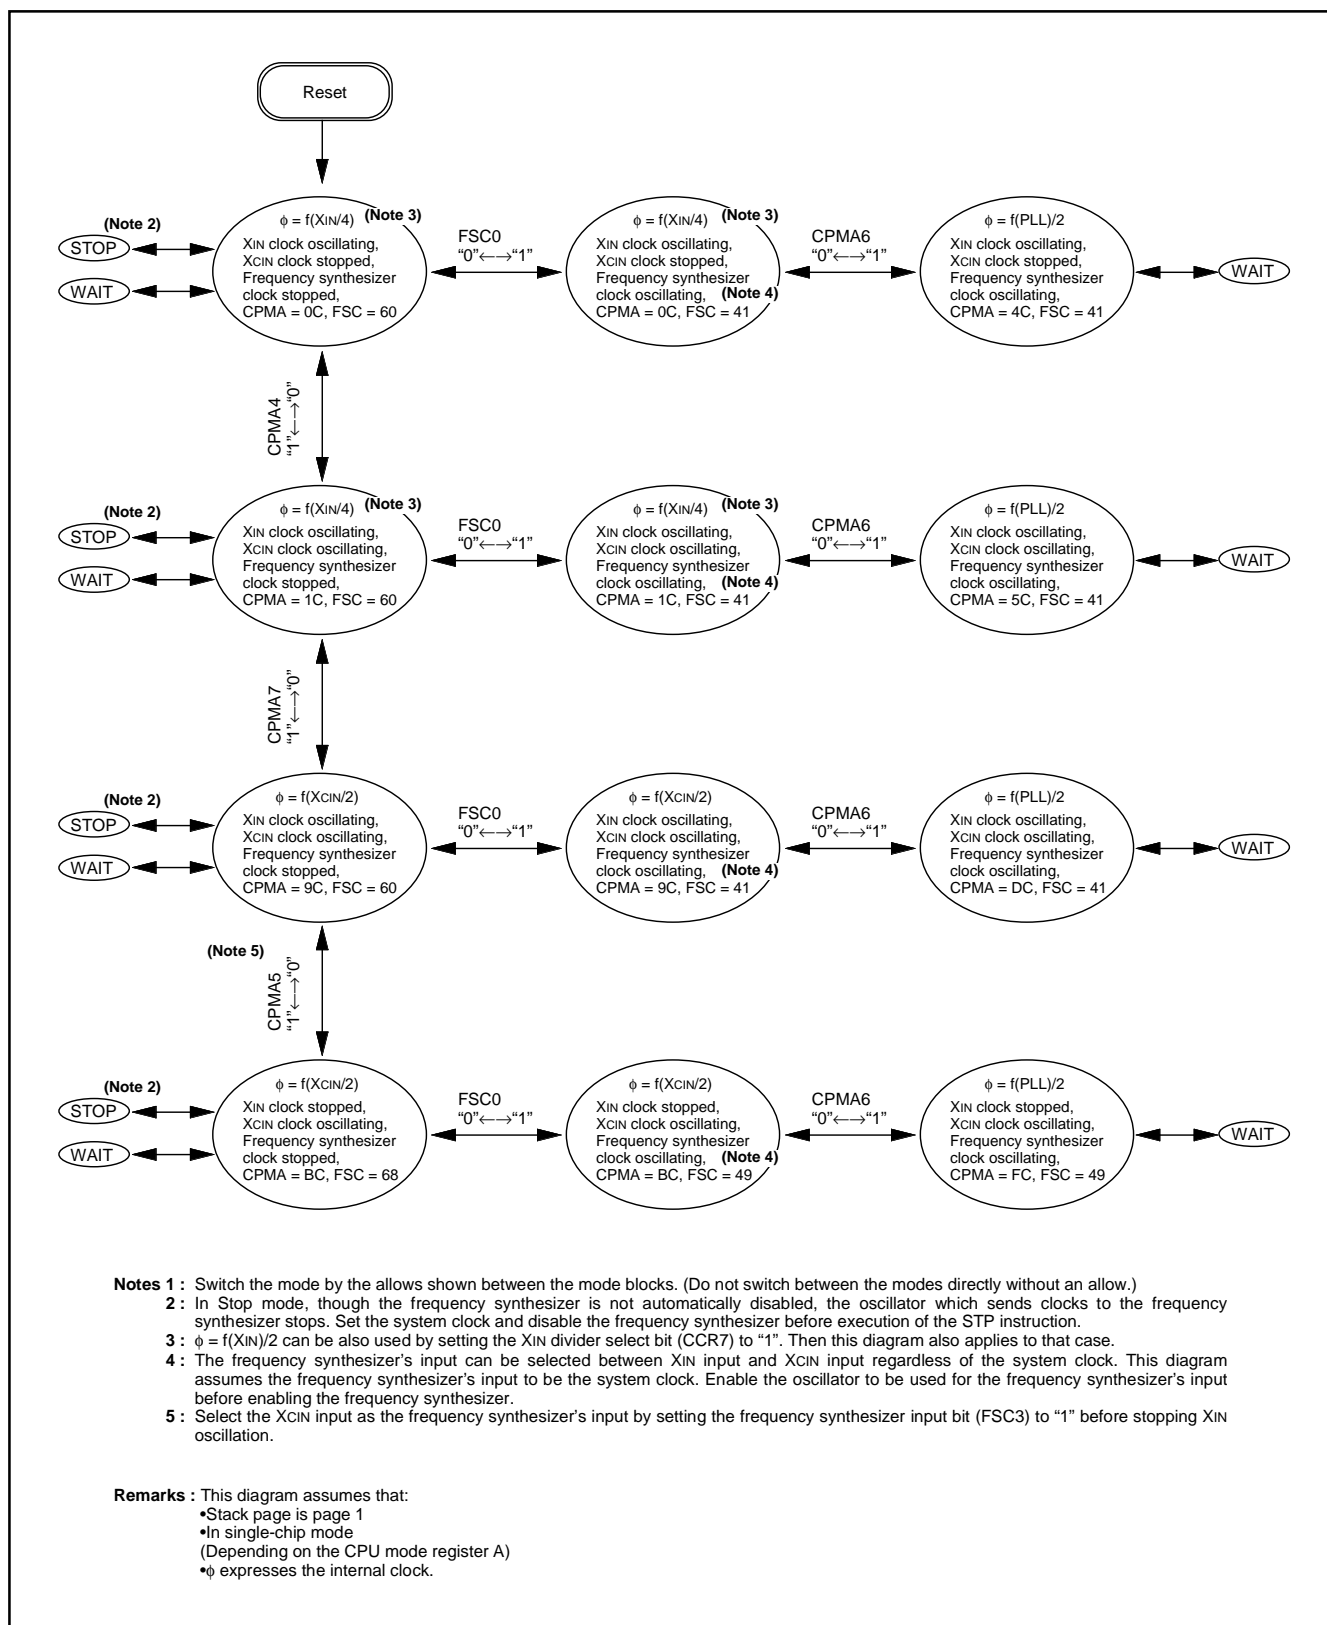 Reset
(Note 2)
STOP
WAIT
φ = f(XIN/4) (Note 3)
XIN clock oscillating,
XCIN clock stopped,
Frequency synthesizer
clock stopped,
CPMA = 0C, FSC = 60
FSC0
“0”←→“1”
φ = f(XIN/4) (Note 3)
XIN clock oscillating,
XCIN clock stopped,
Frequency synthesizer
clock oscillating, (Note 4)
CPMA = 0C, FSC = 41
CPMA6
“0”←→“1”
φ = f(PLL)/2
XIN clock oscillating,
XCIN clock stopped,
Frequency synthesizer
clock oscillating,
CPMA = 4C, FSC = 41
WAIT
CPMA4
“1”←→“0”
(Note 2)
STOP
WAIT
φ = f(XIN/4) (Note 3)
XIN clock oscillating,
XCIN clock oscillating,
Frequency synthesizer
clock stopped,
CPMA = 1C, FSC = 60
FSC0
“0”←→“1”
φ = f(XIN/4) (Note 3)
XIN clock oscillating,
XCIN clock oscillating,
Frequency synthesizer
clock oscillating, (Note 4)
CPMA = 1C, FSC = 41
CPMA6
“0”←→“1”
φ = f(PLL)/2
XIN clock oscillating,
XCIN clock oscillating,
Frequency synthesizer
clock oscillating,
CPMA = 5C, FSC = 41
WAIT
CPMA7
“1”←→“0”
(Note 2)
STOP
WAIT
φ = f(XCIN/2)
XIN clock oscillating,
XCIN clock oscillating,
Frequency synthesizer
clock stopped,
CPMA = 9C, FSC = 60
FSC0
“0”←→“1”
φ = f(XCIN/2)
XIN clock oscillating,
XCIN clock oscillating,
Frequency synthesizer
clock oscillating, (Note 4)
CPMA = 9C, FSC = 41
CPMA6
“0”←→“1”
φ = f(PLL)/2
XIN clock oscillating,
XCIN clock oscillating,
Frequency synthesizer
clock oscillating,
CPMA = DC, FSC = 41
WAIT
(Note 5)
CPMA5
“1”←→“0”
(Note 2)
STOP
WAIT
φ = f(XCIN/2)
XIN clock stopped,
XCIN clock oscillating,
Frequency synthesizer
clock stopped,
CPMA = BC, FSC = 68
FSC0
“0”←→“1”
φ = f(XCIN/2)
XIN clock stopped,
XCIN clock oscillating,
Frequency synthesizer
clock oscillating, (Note 4)
CPMA = BC, FSC = 49
CPMA6
“0”←→“1”
φ = f(PLL)/2
XIN clock stopped,
XCIN clock oscillating,
Frequency synthesizer
clock oscillating,
CPMA = FC, FSC = 49
WAIT
Notes 1 : Switch the mode by the allows shown between the mode blocks. (Do not switch between the modes directly without an allow.)
2 : In Stop mode, though the frequency synthesizer is not automatically disabled, the oscillator which sends clocks to the frequency
synthesizer stops. Set the system clock and disable the frequency synthesizer before execution of the STP instruction.
3 : φ = f(XIN)/2 can be also used by setting the XIN divider select bit (CCR7) to “1”. Then this diagram also applies to that case.
4 : The frequency synthesizer’s input can be selected between XIN input and XCIN input regardless of the system clock. This diagram
assumes the frequency synthesizer’s input to be the system clock. Enable the oscillator to be used for the frequency synthesizer’s input
before enabling the frequency synthesizer.
5 : Select the XCIN input as the frequency synthesizer’s input by setting the frequency synthesizer input bit (FSC3) to “1” before stopping XIN
oscillation.
Remarks : This diagram assumes that:
•Stack page is page 1
•In single-chip mode
(Depending on the CPU mode register A)
•φ expresses the internal clock.